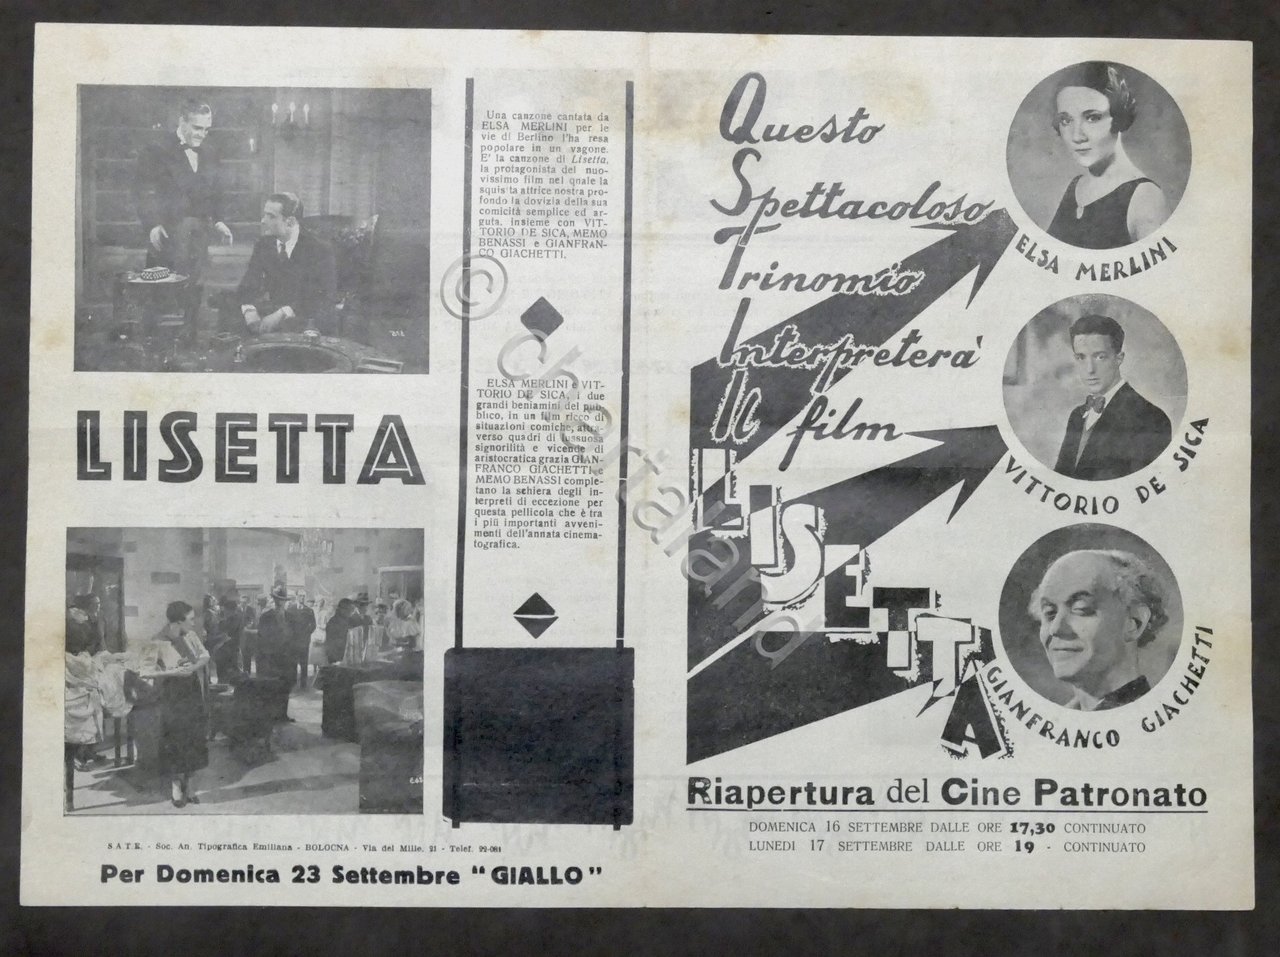 LISETTA
S.A.T.E. - Soc. An. Tipografica Emiliana - BOLOGNA - Via dei Mille, 21 - Telef. 22-081
Per Domenica 23 Settembre "GIALLO"
Una canzone cantata da
ELSA MERLINI per le
vie di Berlino l'ha resa
popolare in un vagone.
E' la canzone di Lisetta,
la protagonista del nuo-
vissimo film nel quale la
squisita attrice nostra pro-
fondo la dovizia della sua
comicità semplice ed ar-
guta, insieme con VIT-
TORIO DE SICA, MEMO
BENASSI e GIANFRAN-
CO GIACHETTI.
ELSA MERLINI e VIT-
TORIO DE SICA, i due
grandi beniamini del pub-
blico, in un film ricco di
situazioni comiche, attra-
verso quadri di lussuosa
signorilità e vicende di
aristocratica grazia GIAN-
FRANCO GIACHETTI e
MEMO BENASSI comple-
tano la schiera degli in-
terpreti di eccezione per
questa pellicola che è tra
i più importanti avveni-
menti dell'annata cinema-
tografica.
Questo
Spettacoloso
Trinomio
Interpreterà
Il film
LISETTA
ELSA MERLINI
VITTORIO DE SICA
GIANFRANCO GIACHETTI
Riapertura del Cine Patronato
DOMENICA 16 SETTEMBRE DALLE ORE 17,30 CONTINUATO
LUNEDI 17 SETTEMBRE DALLE ORE 19 - CONTINUATO
© chartaland